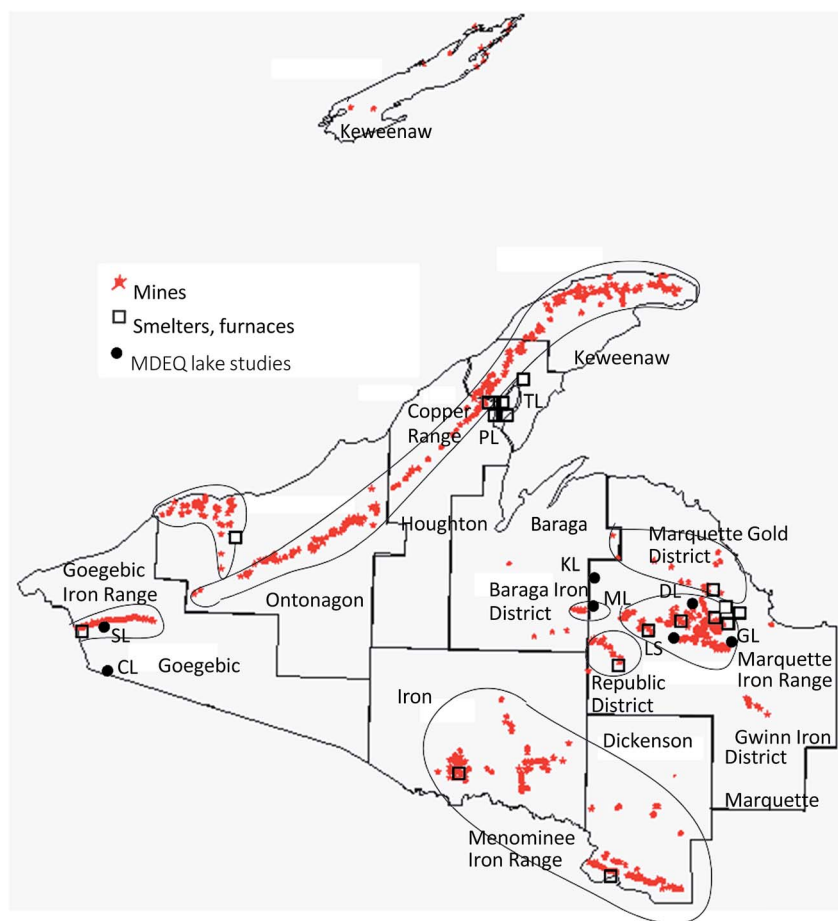 Keweenaw
Mines
Smelters, furnaces
MDEQ lake studies
Keweenaw
TL
Copper
Range
PL
Houghton
Baraga
Marquette Gold
District
KL
Goegebic
Iron Range
Baraga Iron
District
ML
DL
Ontonagon
SL
GL
LS
CL
Goegebic
Marquette
Iron Range
Republic
District
Iron
Gwinn Iron
District
Dickenson
Marquette
Menominee
Iron Range